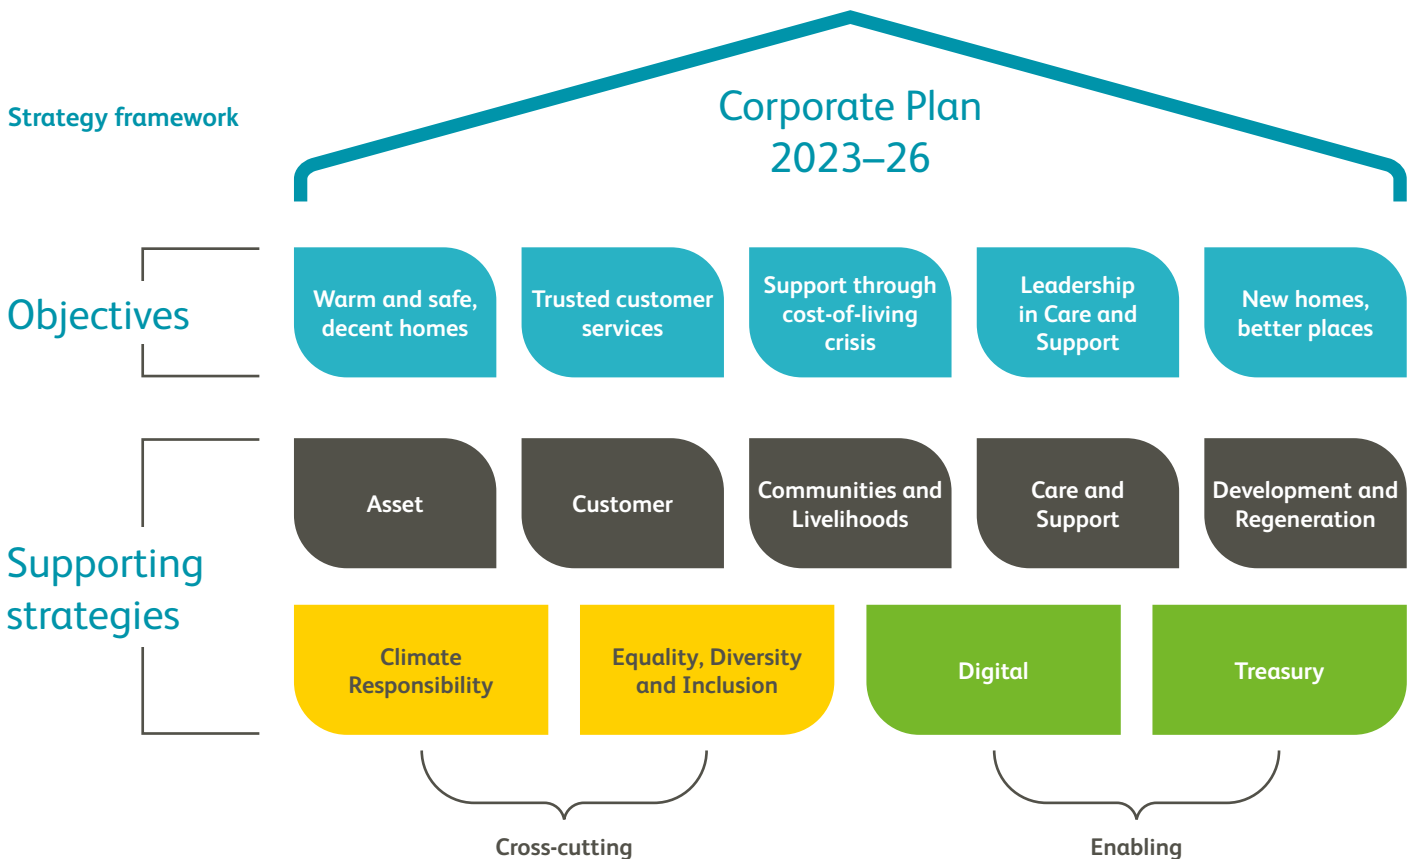 Strategy framework
Corporate Plan
2023–26
Objectives
Warm and safe,
decent homes
Trusted customer
services
Support through
cost-of-living
crisis
Leadership
in Care and
Support
New homes,
better places
Supporting
strategies
Asset
Customer
Communities and
Livelihoods
Care and
Support
Development and
Regeneration
Climate
Responsibility
Equality, Diversity
and Inclusion
Digital
Treasury
Cross-cutting
Enabling